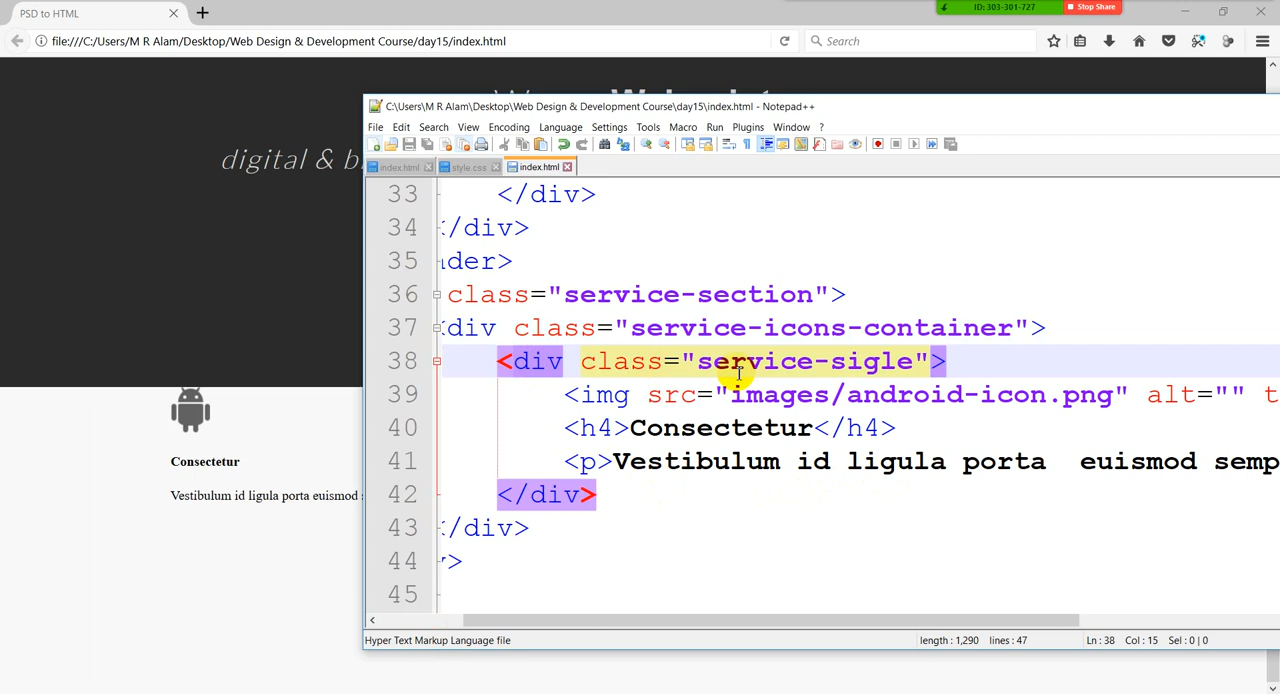 PSD to HTML
ID: 303-301-727
Stop Share
file:///C:/Users/M R Alam/Desktop/Web Design & Development Course/day15/index.html
Search
digital & b
C:\Users\M R Alam\Desktop\Web Design & Development Course\day15\index.html - Notepad++
File Edit Search View Encoding Language Settings Tools Macro Run Plugins Window ?
index.html style.css index.html
33 </div>
34 </div>
35 der>
36 class="service-section">
37 <div class="service-icons-container">
38 <div class="service-sigle">
39 <img src="images/android-icon.png" alt="" t
40 <h4>Consectetur</h4>
41 <p>Vestibulum id ligula porta  euismod semp
42 </div>
43 </div>
44 >
45
Consectetur
Vestibulum id ligula porta euismod
Hyper Text Markup Language file length : 1,290 lines : 47 Ln : 38 Col : 15 Sel : 0 | 0